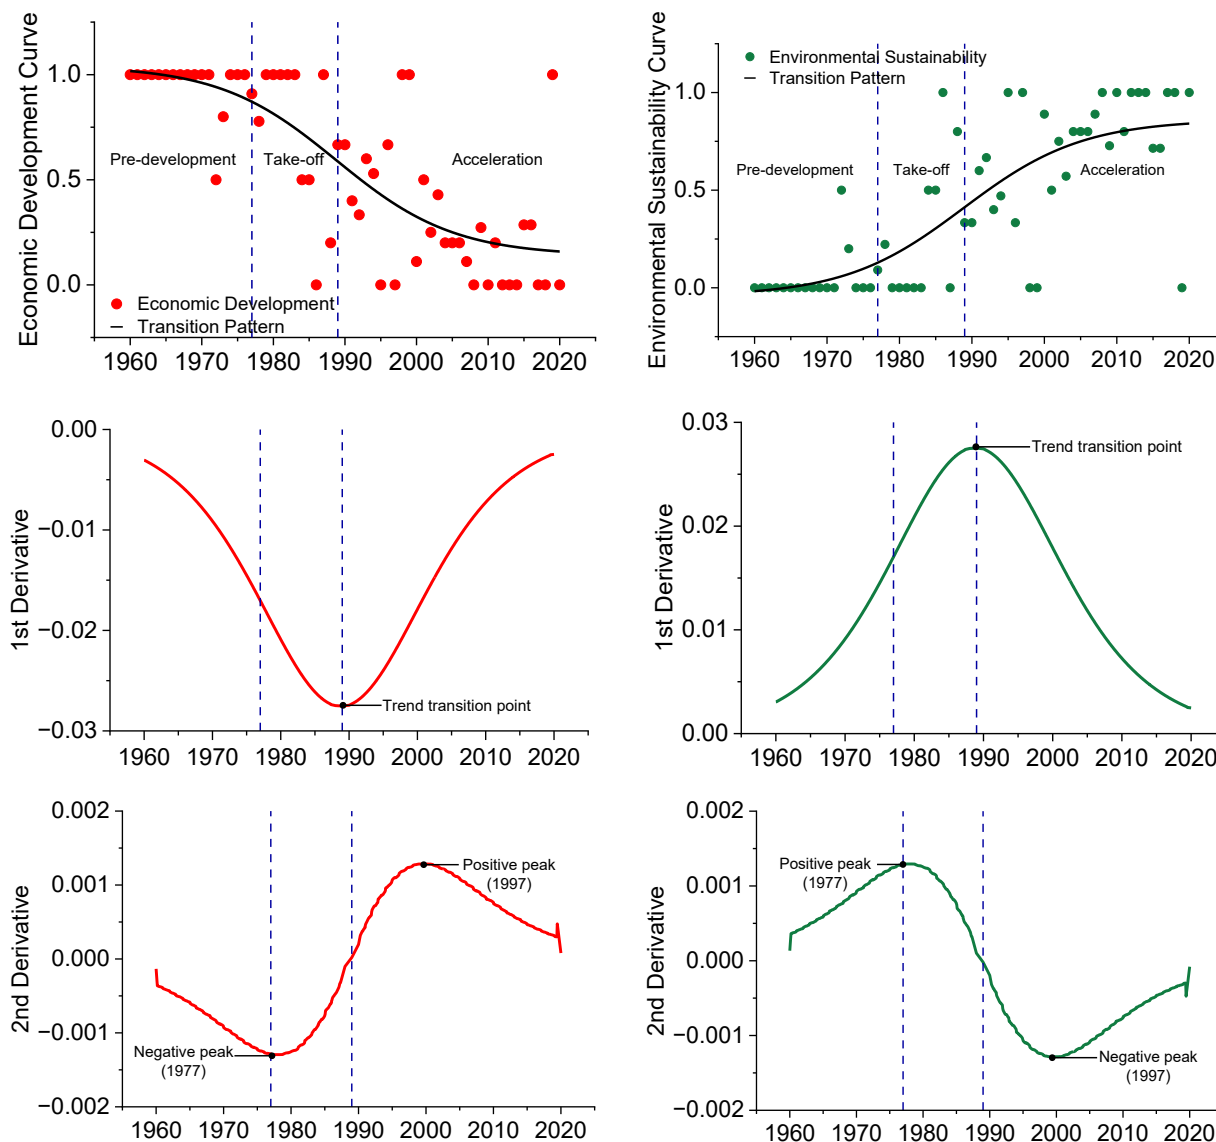 Economic Development Curve
1.0
0.5
0.0
Pre-development
Take-off
Acceleration
Economic Development
Transition Pattern
1960 1970 1980 1990 2000 2010 2020
Environmental Sustainability Curve
Environmental Sustainability
Transition Pattern
1.0
0.5
0.0
Pre-development
Take-off
Acceleration
1960 1970 1980 1990 2000 2010 2020
1st Derivative
0.00
−0.01
−0.02
−0.03
Trend transition point
1960 1970 1980 1990 2000 2010 2020
1st Derivative
0.03
0.02
0.01
0.00
Trend transition point
1960 1970 1980 1990 2000 2010 2020
2nd Derivative
0.002
0.001
0.000
−0.001
−0.002
Positive peak
(1997)
Negative peak
(1977)
1960 1970 1980 1990 2000 2010 2020
2nd Derivative
0.002
0.001
0.000
−0.001
−0.002
Positive peak
(1977)
Negative peak
(1997)
1960 1970 1980 1990 2000 2010 2020